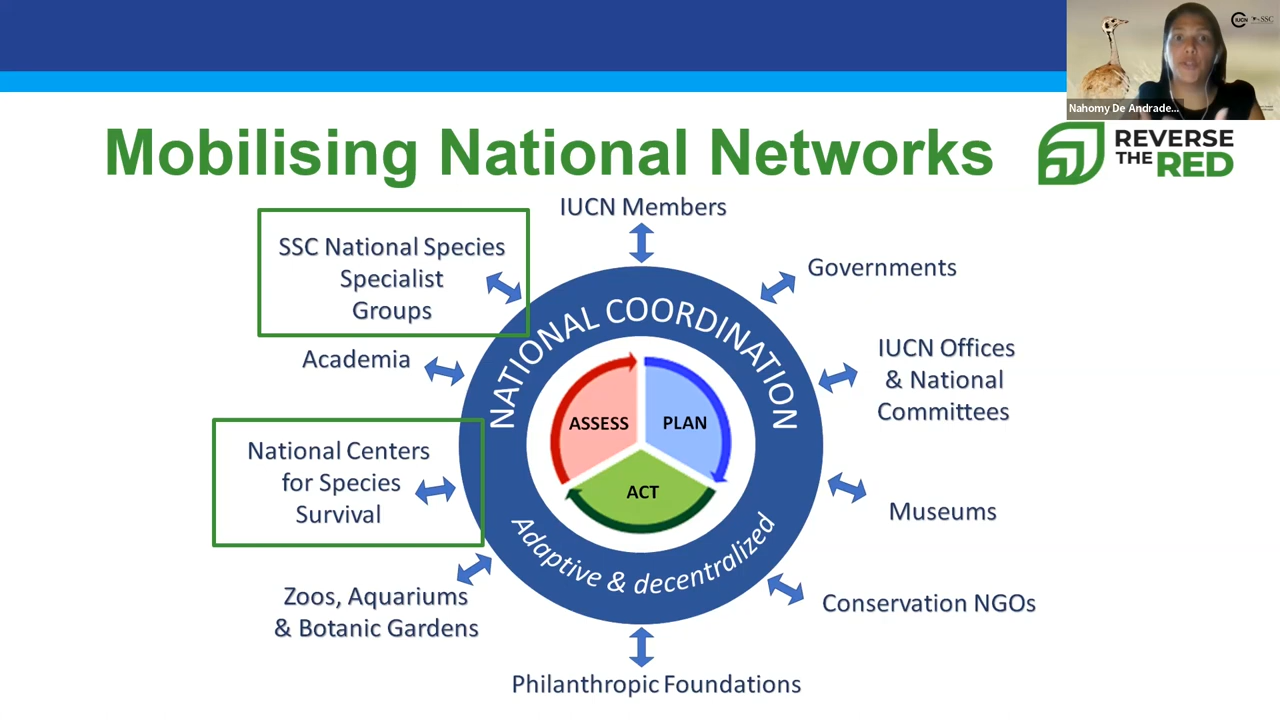 IUCN
SSC
Nahomy De Andrade...
Mobilising National Networks
REVERSE
THE RED
IUCN Members
SSC National Species
Specialist
Groups
Governments
NATIONAL COORDINATION
Academia
IUCN Offices
& National
Committees
ASSESS
PLAN
ACT
National Centers
for Species
Survival
Museums
Adaptive & decentralized
Zoos, Aquariums
& Botanic Gardens
Conservation NGOs
Philanthropic Foundations